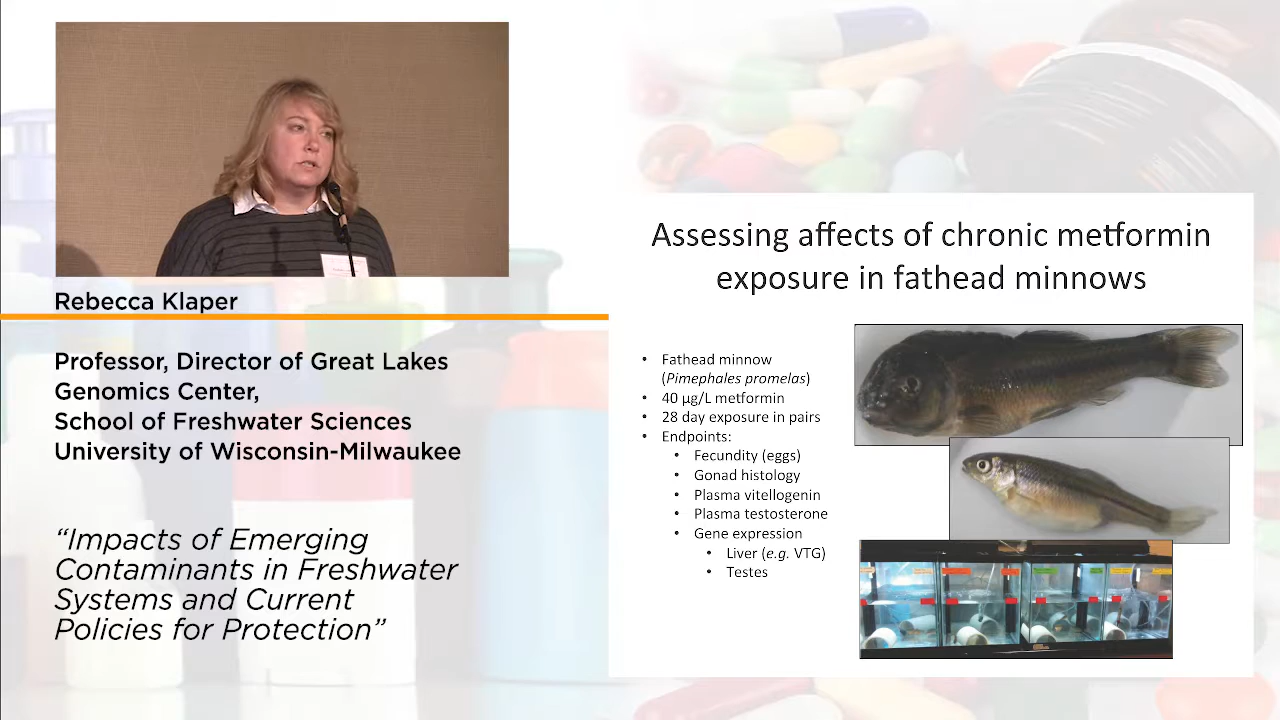 Rebecca Klaper
Professor, Director of Great Lakes
Genomics Center,
School of Freshwater Sciences
University of Wisconsin-Milwaukee
“Impacts of Emerging
Contaminants in Freshwater
Systems and Current
Policies for Protection”
Assessing affects of chronic metformin
exposure in fathead minnows
• Fathead minnow
(Pimephales promelas)
• 40 μg/L metformin
• 28 day exposure in pairs
• Endpoints:
• Fecundity (eggs)
• Gonad histology
• Plasma vitellogenin
• Plasma testosterone
• Gene expression
• Liver (e.g. VTG)
• Testes